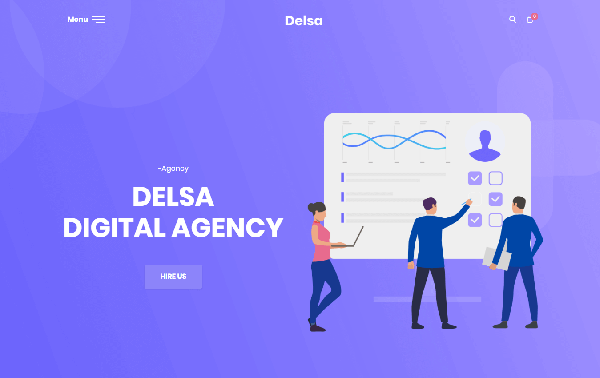 Menu
Delsa
-Agency
DELSA
DIGITAL AGENCY
HIRE US